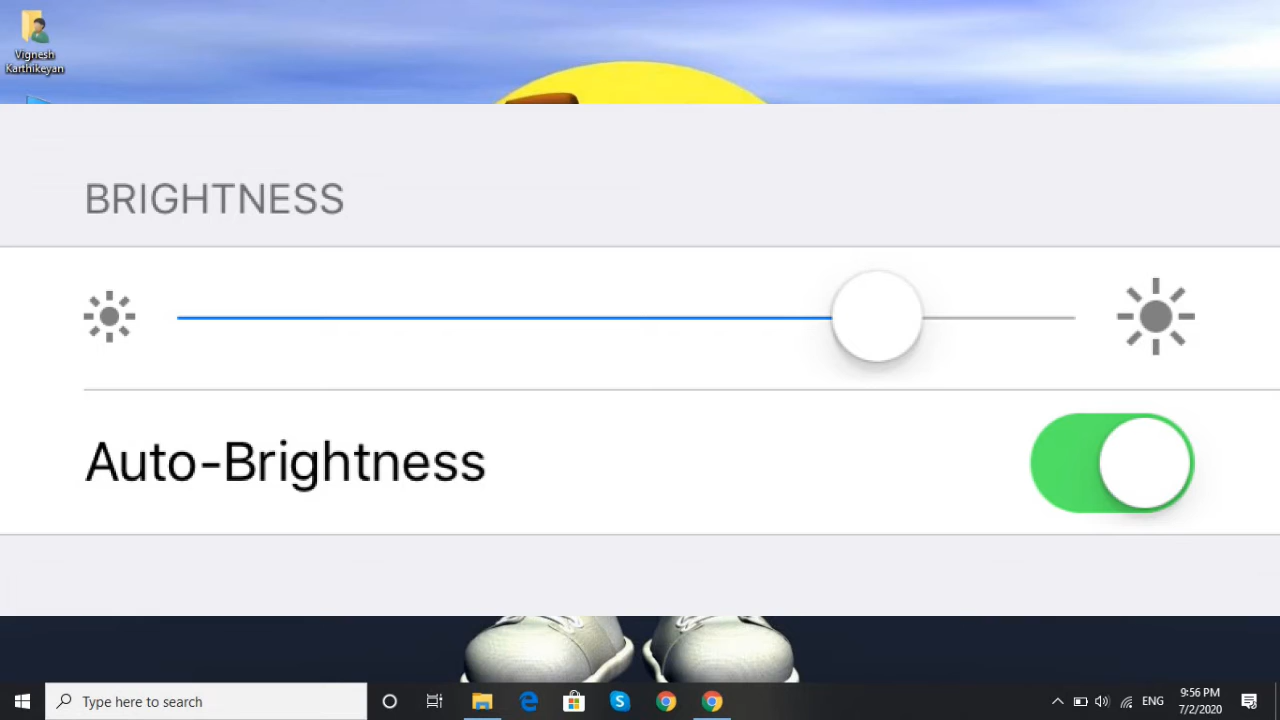 Vignesh
Karthikeyan
BRIGHTNESS
Auto-Brightness
Type here to search
ENG
9:56 PM
7/2/2020